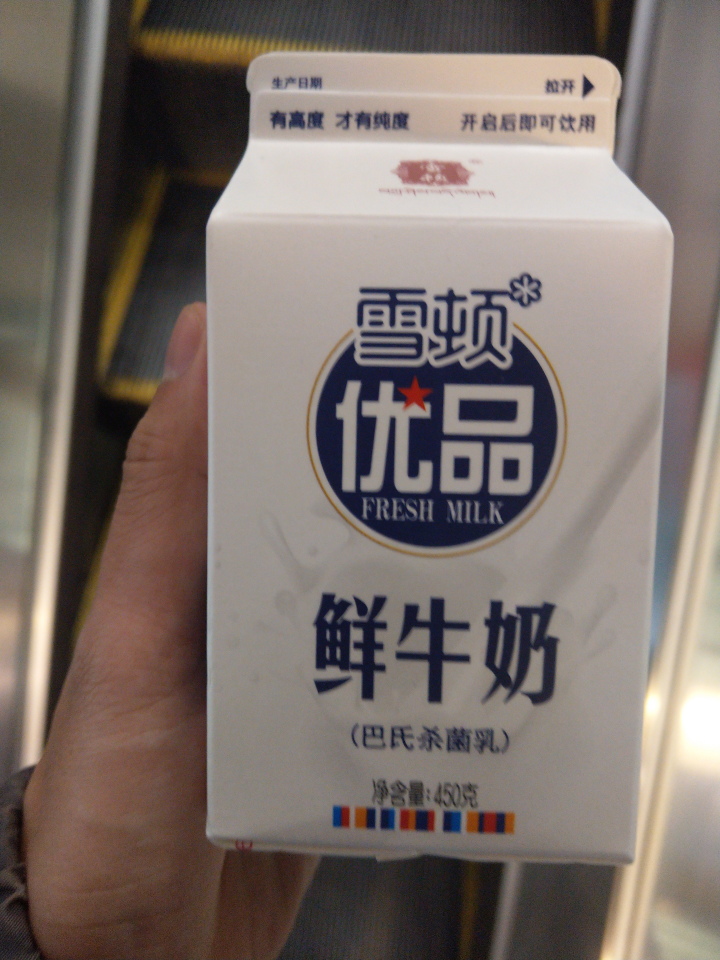 生产日期 拉开
有高度 才有纯度 开启后即可饮用
雪顿
优品
FRESH MILK
鲜牛奶
(巴氏杀菌乳)
净含量:450克